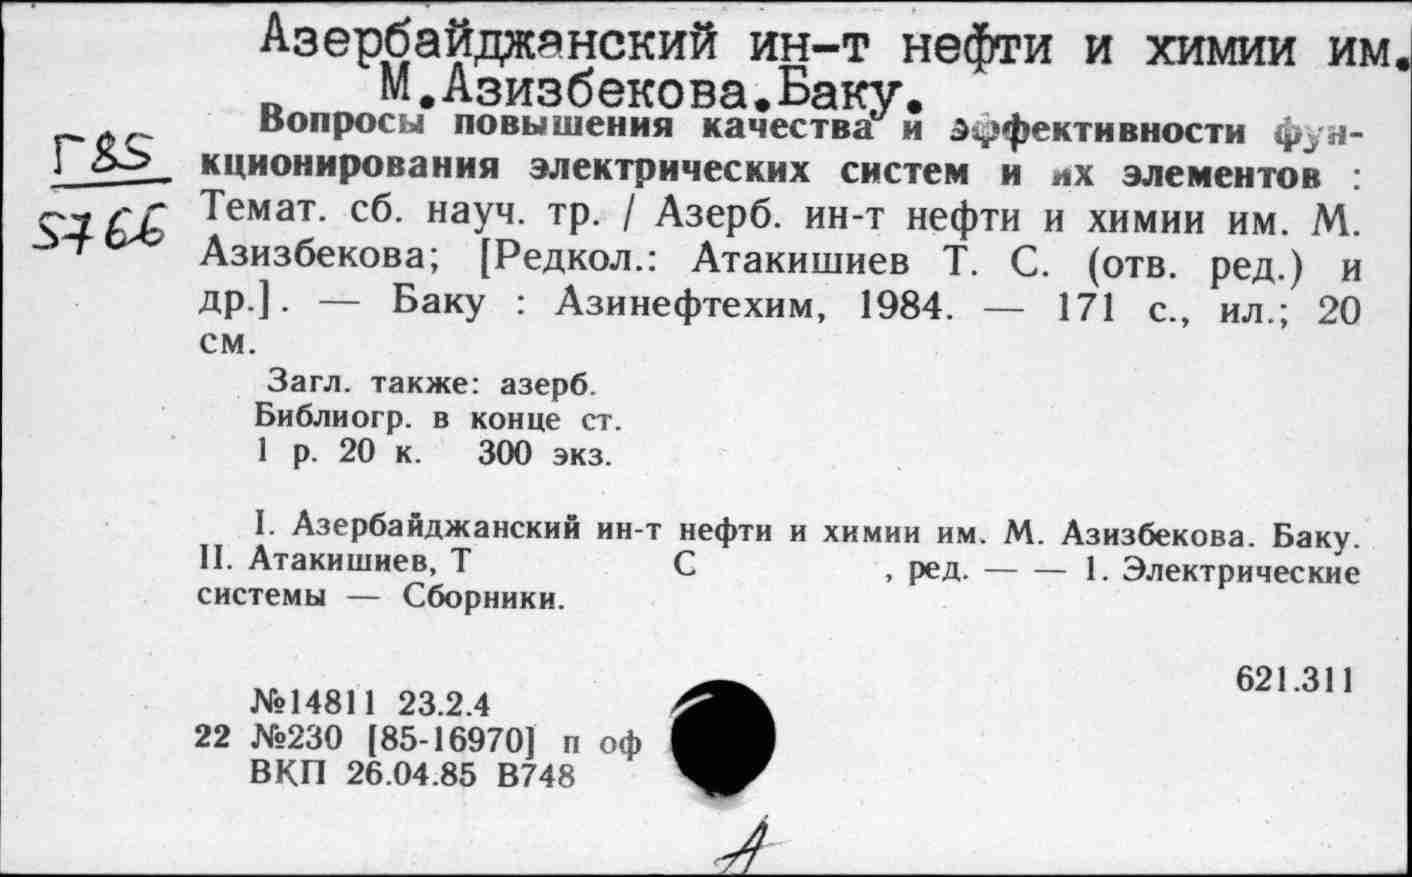 Азербайджанский ин-т нефти и химии им.
М.Азизбекова.Баку.
Вопросы повышения качества и эффективности фун-
Г85 кционирования электрических систем и их элементов :
5766 Темат. сб. науч. тр. / Азерб. ин-т нефти и химии им. М.
Азизбекова; [Редкол.: Атакишиев Т. С. (отв. ред.) и
др.]. — Баку : Азинефтехим, 1984. — 171 с., ил.; 20
см.
Загл. также: азерб.
Библиогр. в конце ст.
1 р. 20 к. 300 экз.
I. Азербайджанский ин-т нефти и химии им. М. Азизбекова. Баку.
II. Атакишиев, Т С , ред. — — 1. Электрические
системы — Сборники.
621.311
№14811 23.2.4
22 №230 [85-16970] п оф
ВКП 26.04.85 В748
А